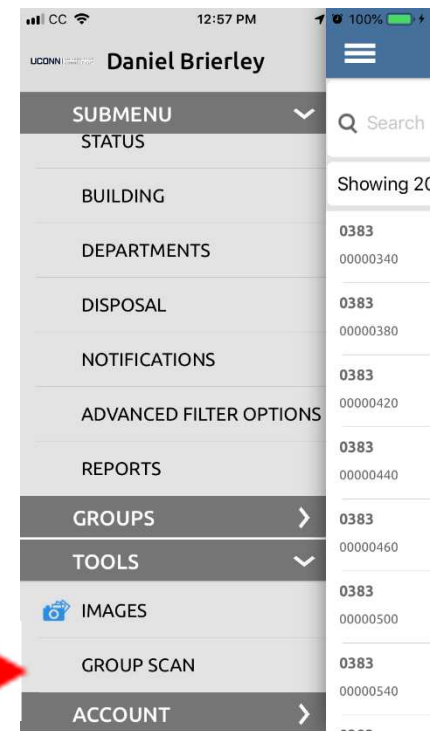 CC 12:57 PM 100%
UCONN Daniel Brierley
SUBMENU
STATUS
BUILDING
DEPARTMENTS
DISPOSAL
NOTIFICATIONS
ADVANCED FILTER OPTIONS
REPORTS
GROUPS
TOOLS
IMAGES
GROUP SCAN
ACCOUNT
Search
Showing 20
0383
00000340
0383
00000380
0383
00000420
0383
00000440
0383
00000460
0383
00000500
0383
00000540